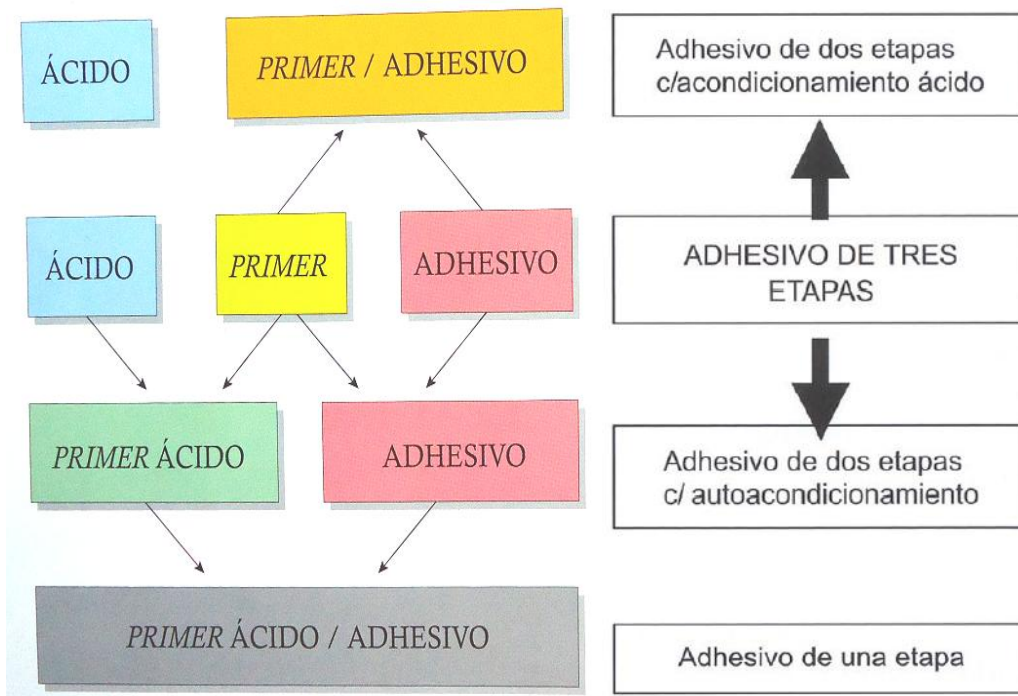 ÁCIDO
PRIMER / ADHESIVO
Adhesivo de dos etapas
c/acondicionamiento ácido
ÁCIDO
PRIMER
ADHESIVO
ADHESIVO DE TRES
ETAPAS
PRIMER ÁCIDO
ADHESIVO
Adhesivo de dos etapas
c/ autoacondicionamiento
PRIMER ÁCIDO / ADHESIVO
Adhesivo de una etapa